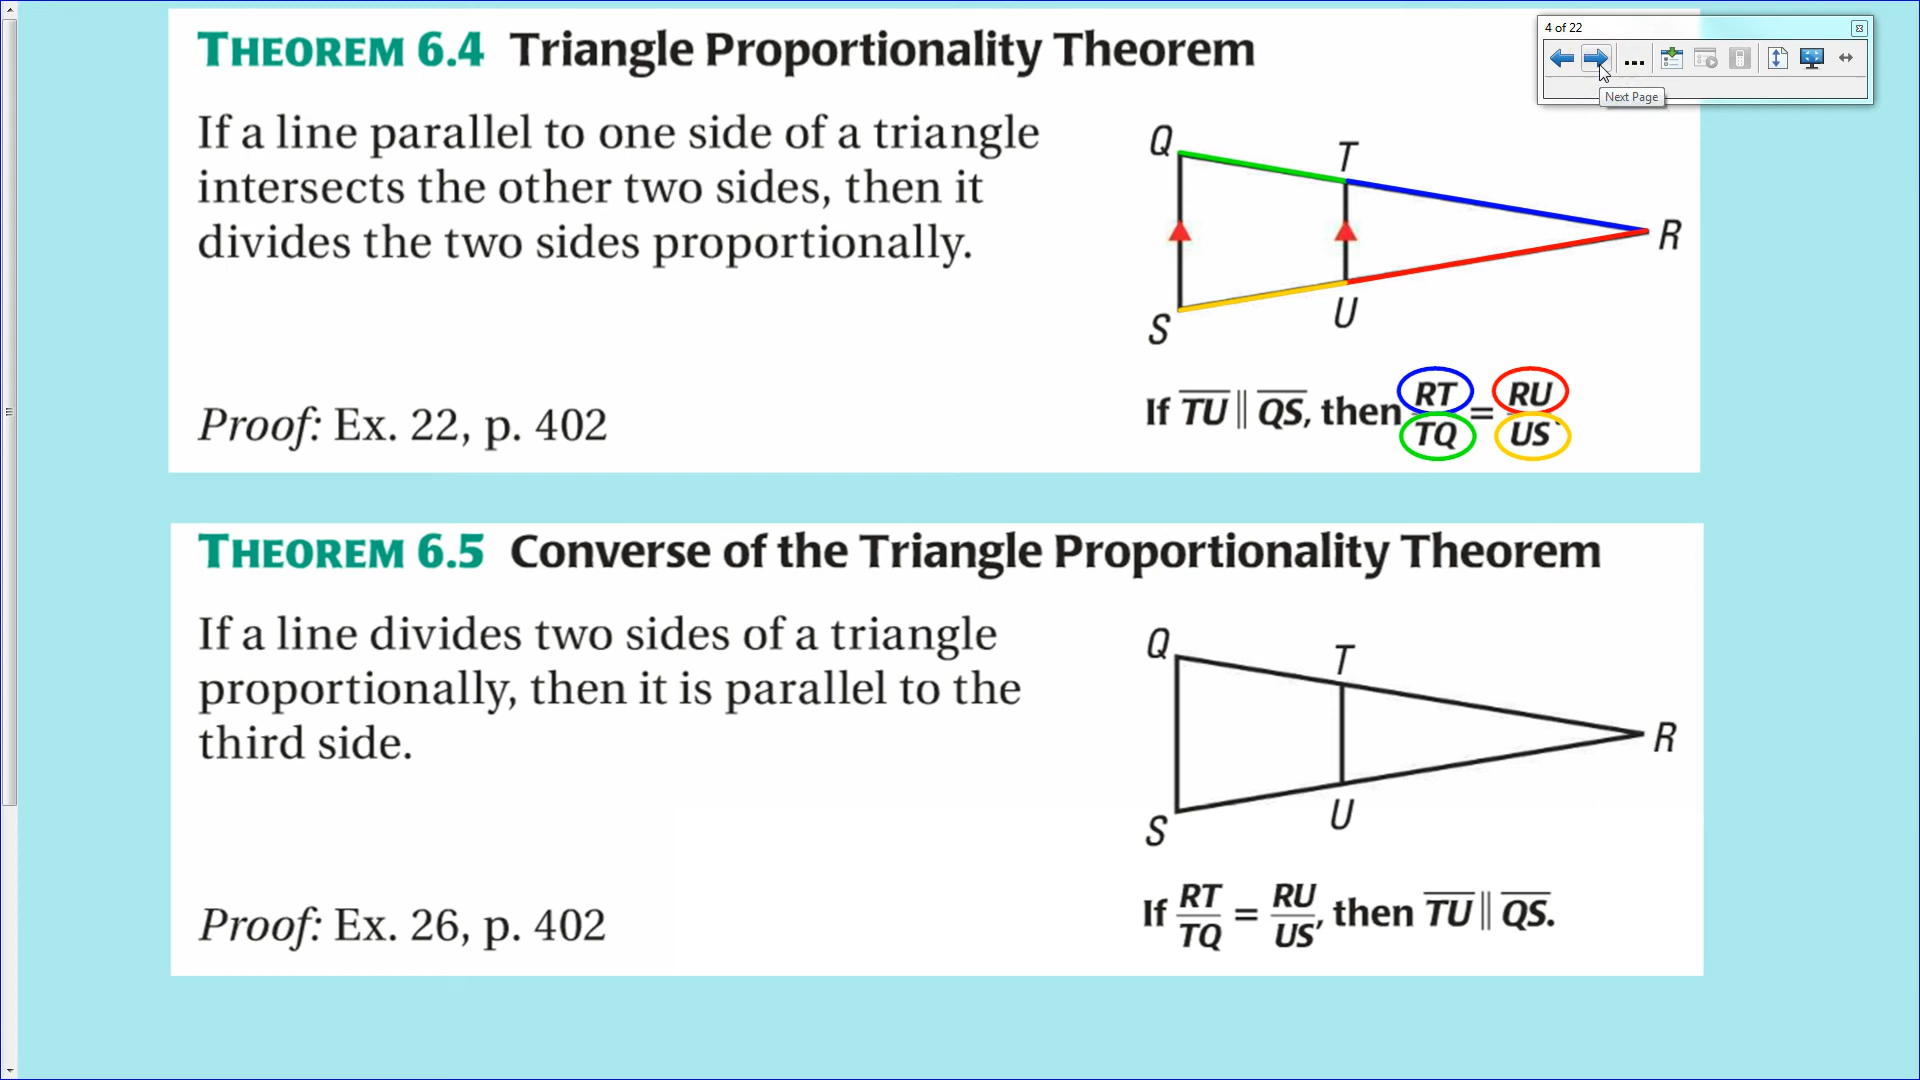 THEOREM 6.4 Triangle Proportionality Theorem
If a line parallel to one side of a triangle
intersects the other two sides, then it
divides the two sides proportionally.
Proof: Ex. 22, p. 402
Q
T
R
S
U
If TU || QS, then RT/TQ = RU/US.
4 of 22
Next Page
THEOREM 6.5 Converse of the Triangle Proportionality Theorem
If a line divides two sides of a triangle
proportionally, then it is parallel to the
third side.
Proof: Ex. 26, p. 402
Q
T
R
S
U
If RT/TQ = RU/US, then TU || QS.